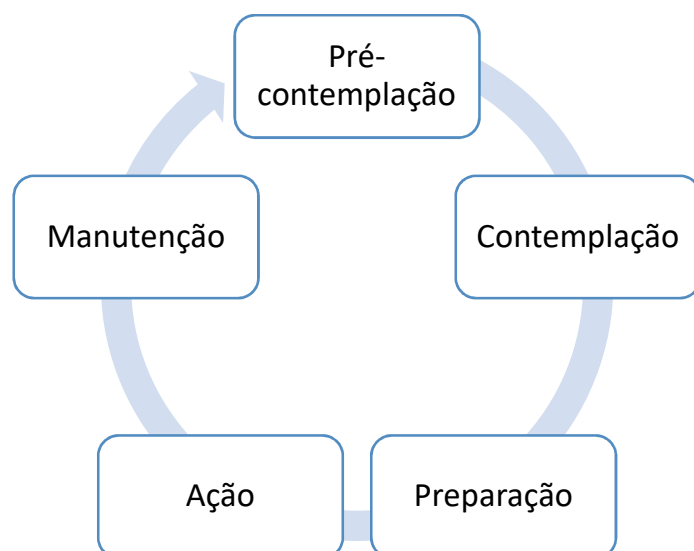 Pré-
contemplação
Contemplação
Preparação
Ação
Manutenção